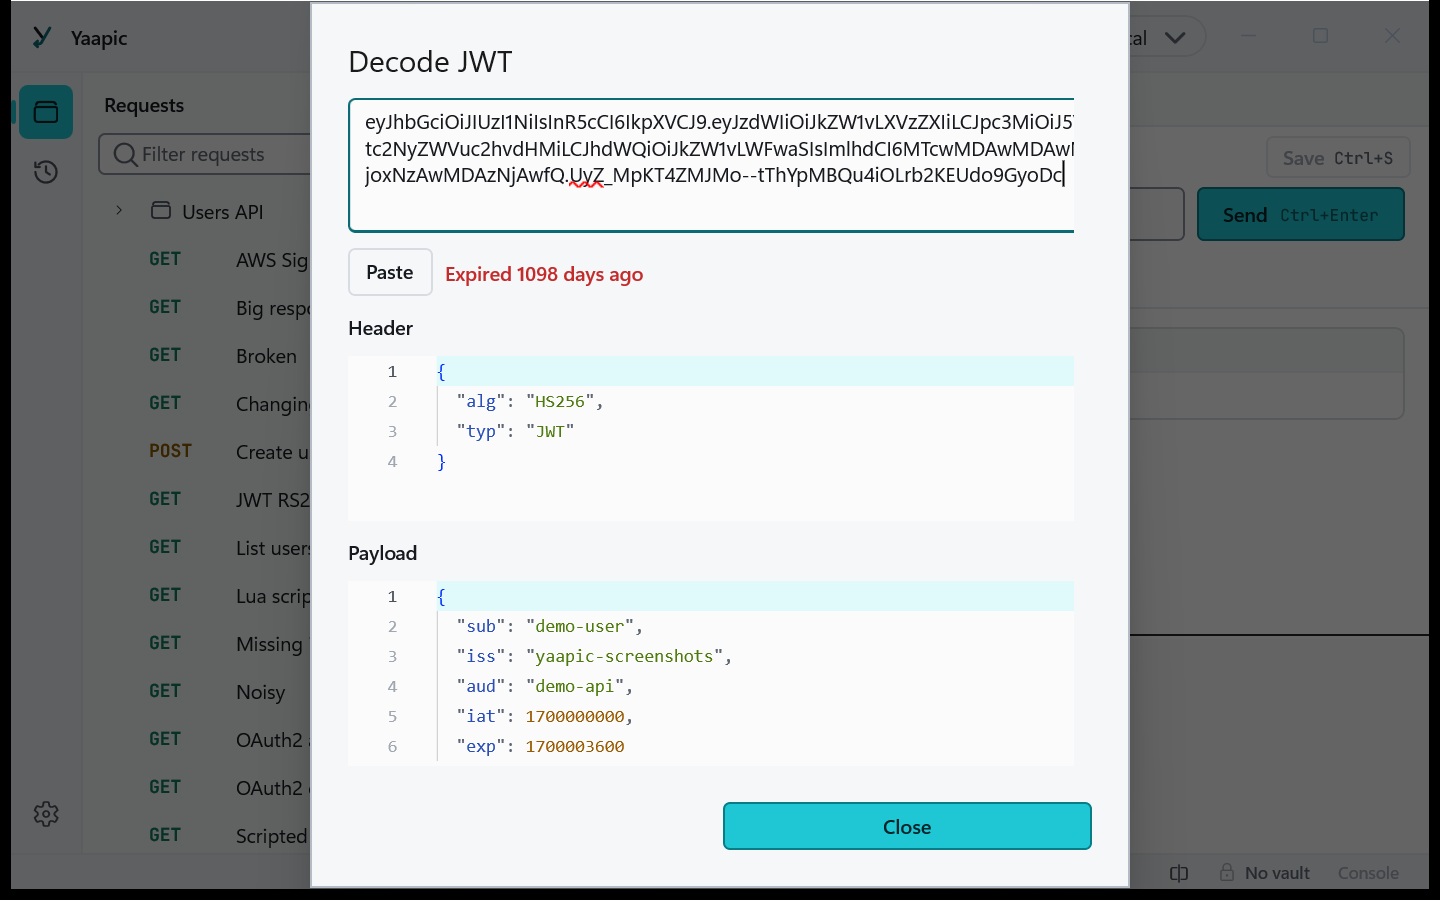 Yaapic
Requests
Filter requests
Users API
GET AWS Sig
GET Big resp
GET Broken
GET Changin
POST Create u
GET JWT RS2
GET List users
GET Lua scrip
GET Missing
GET Noisy
GET OAuth2
GET OAuth2
GET Scripted
Decode JWT
eyJhbGciOiJIUzI1NiIsInR5cCI6IkpXVCJ9.eyJzdWIiOiJkZW1vLXVzZXIiLCJpc3MiOiJ5
tc2NyZWVuc2hvdHMiLCJhdWQiOiJkZW1vLWFwaSIsImlhdCI6MTcwMDAwMDAw
joxNzAwMDAzNjAwfQ.UyZ_MpKT4ZMJMo--tThYpMBQu4iOLrb2KEUdo9GyoDc
Paste
Expired 1098 days ago
Header
1 {
2 "alg": "HS256",
3 "typ": "JWT"
4 }
Payload
1 {
2 "sub": "demo-user",
3 "iss": "yaapic-screenshots",
4 "aud": "demo-api",
5 "iat": 1700000000,
6 "exp": 1700003600
Close
Save Ctrl+S
Send Ctrl+Enter
No vault
Console